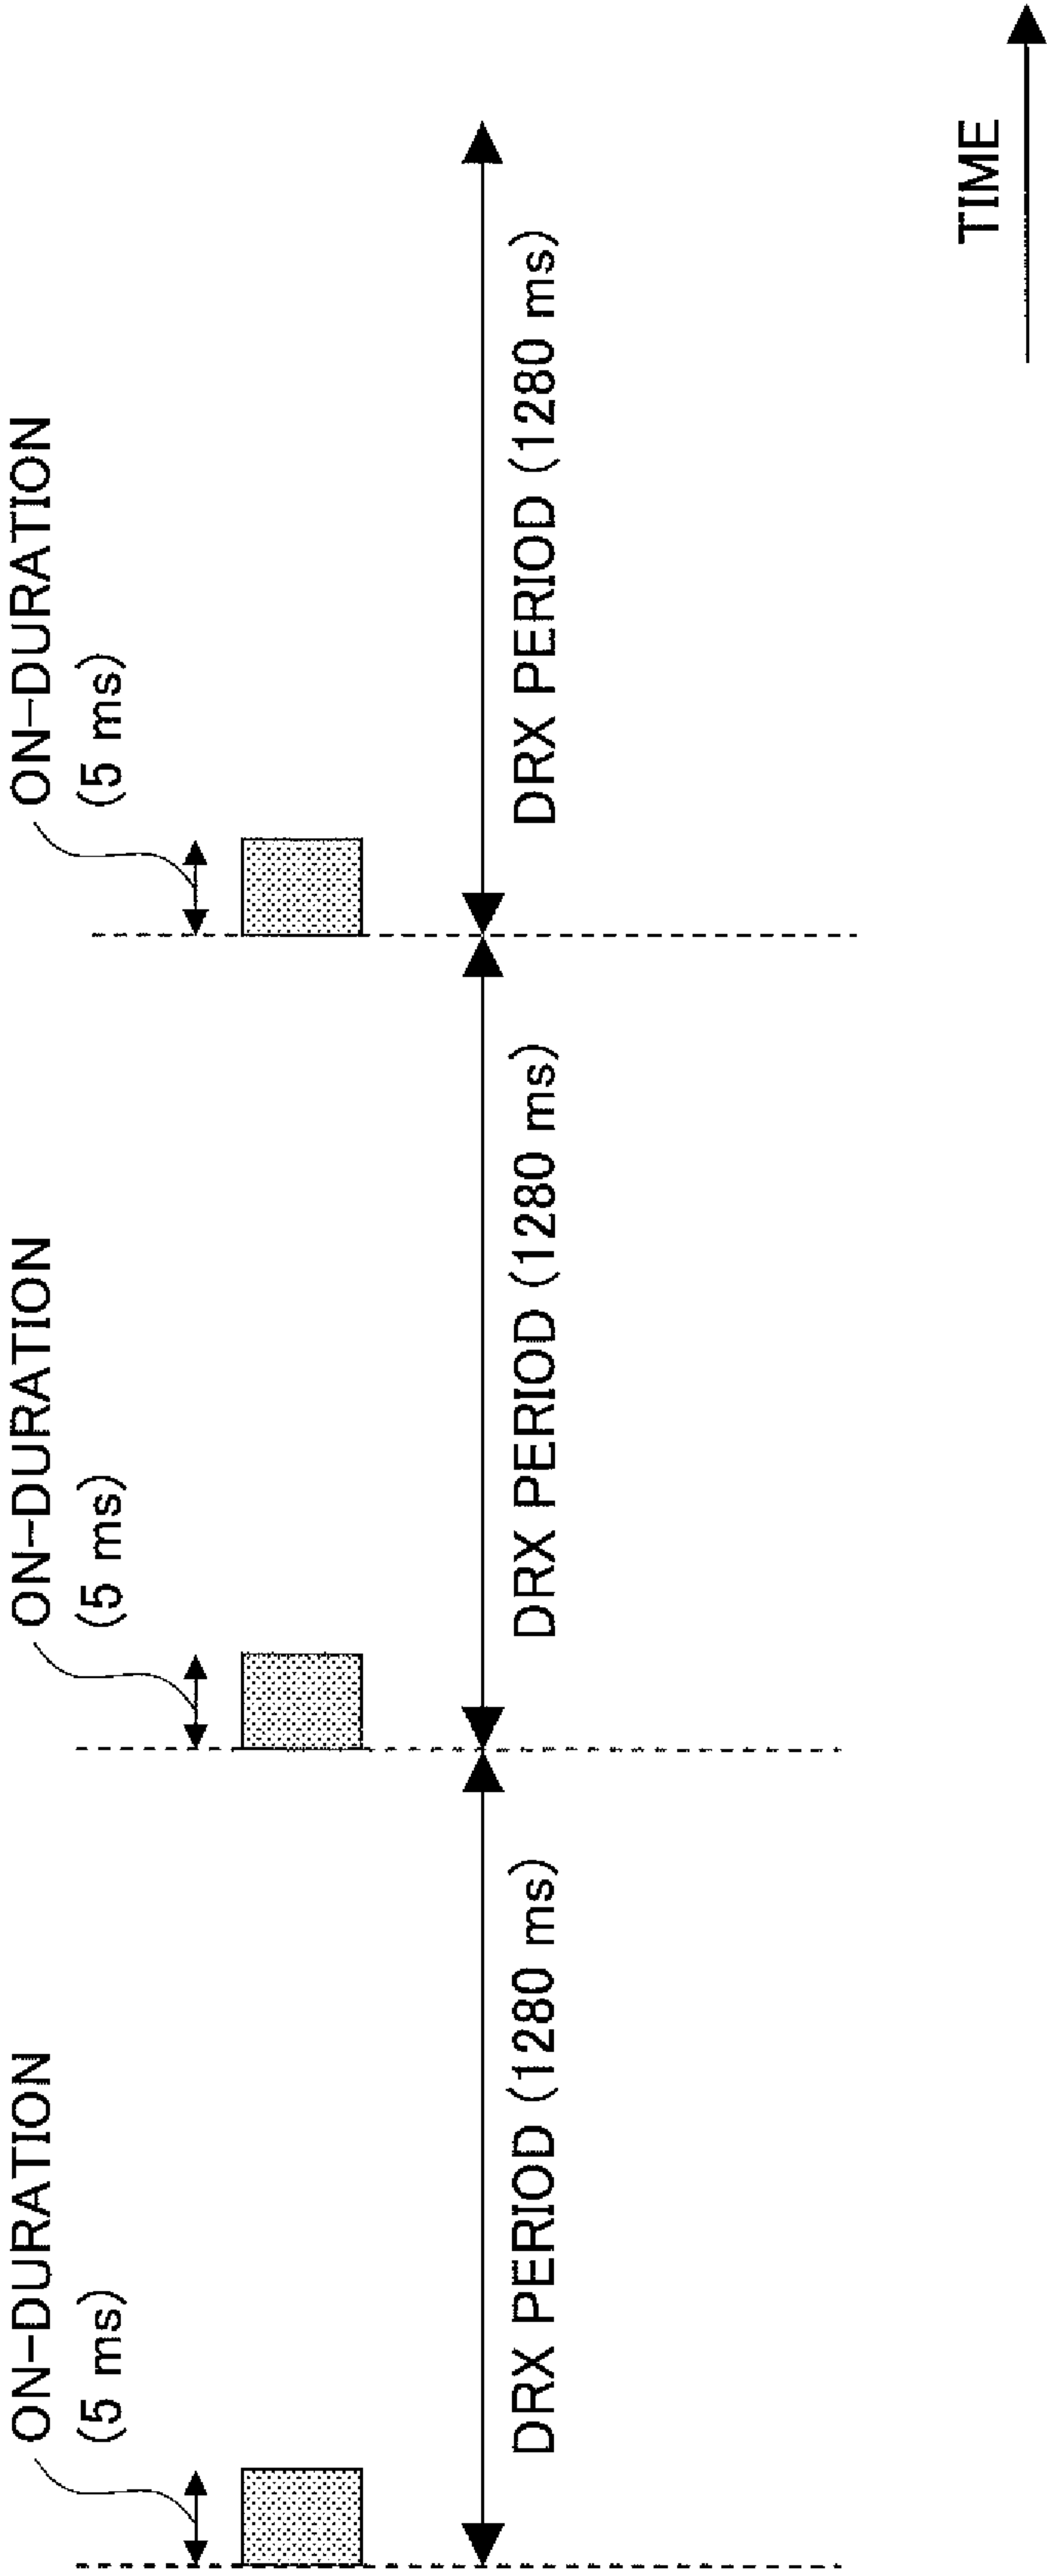 ON-DURATION
(5 ms)
ON-DURATION
(5 ms)
ON-DURATION
(5 ms)
DRX PERIOD (1280 ms)
DRX PERIOD (1280 ms)
DRX PERIOD (1280 ms)
TIME